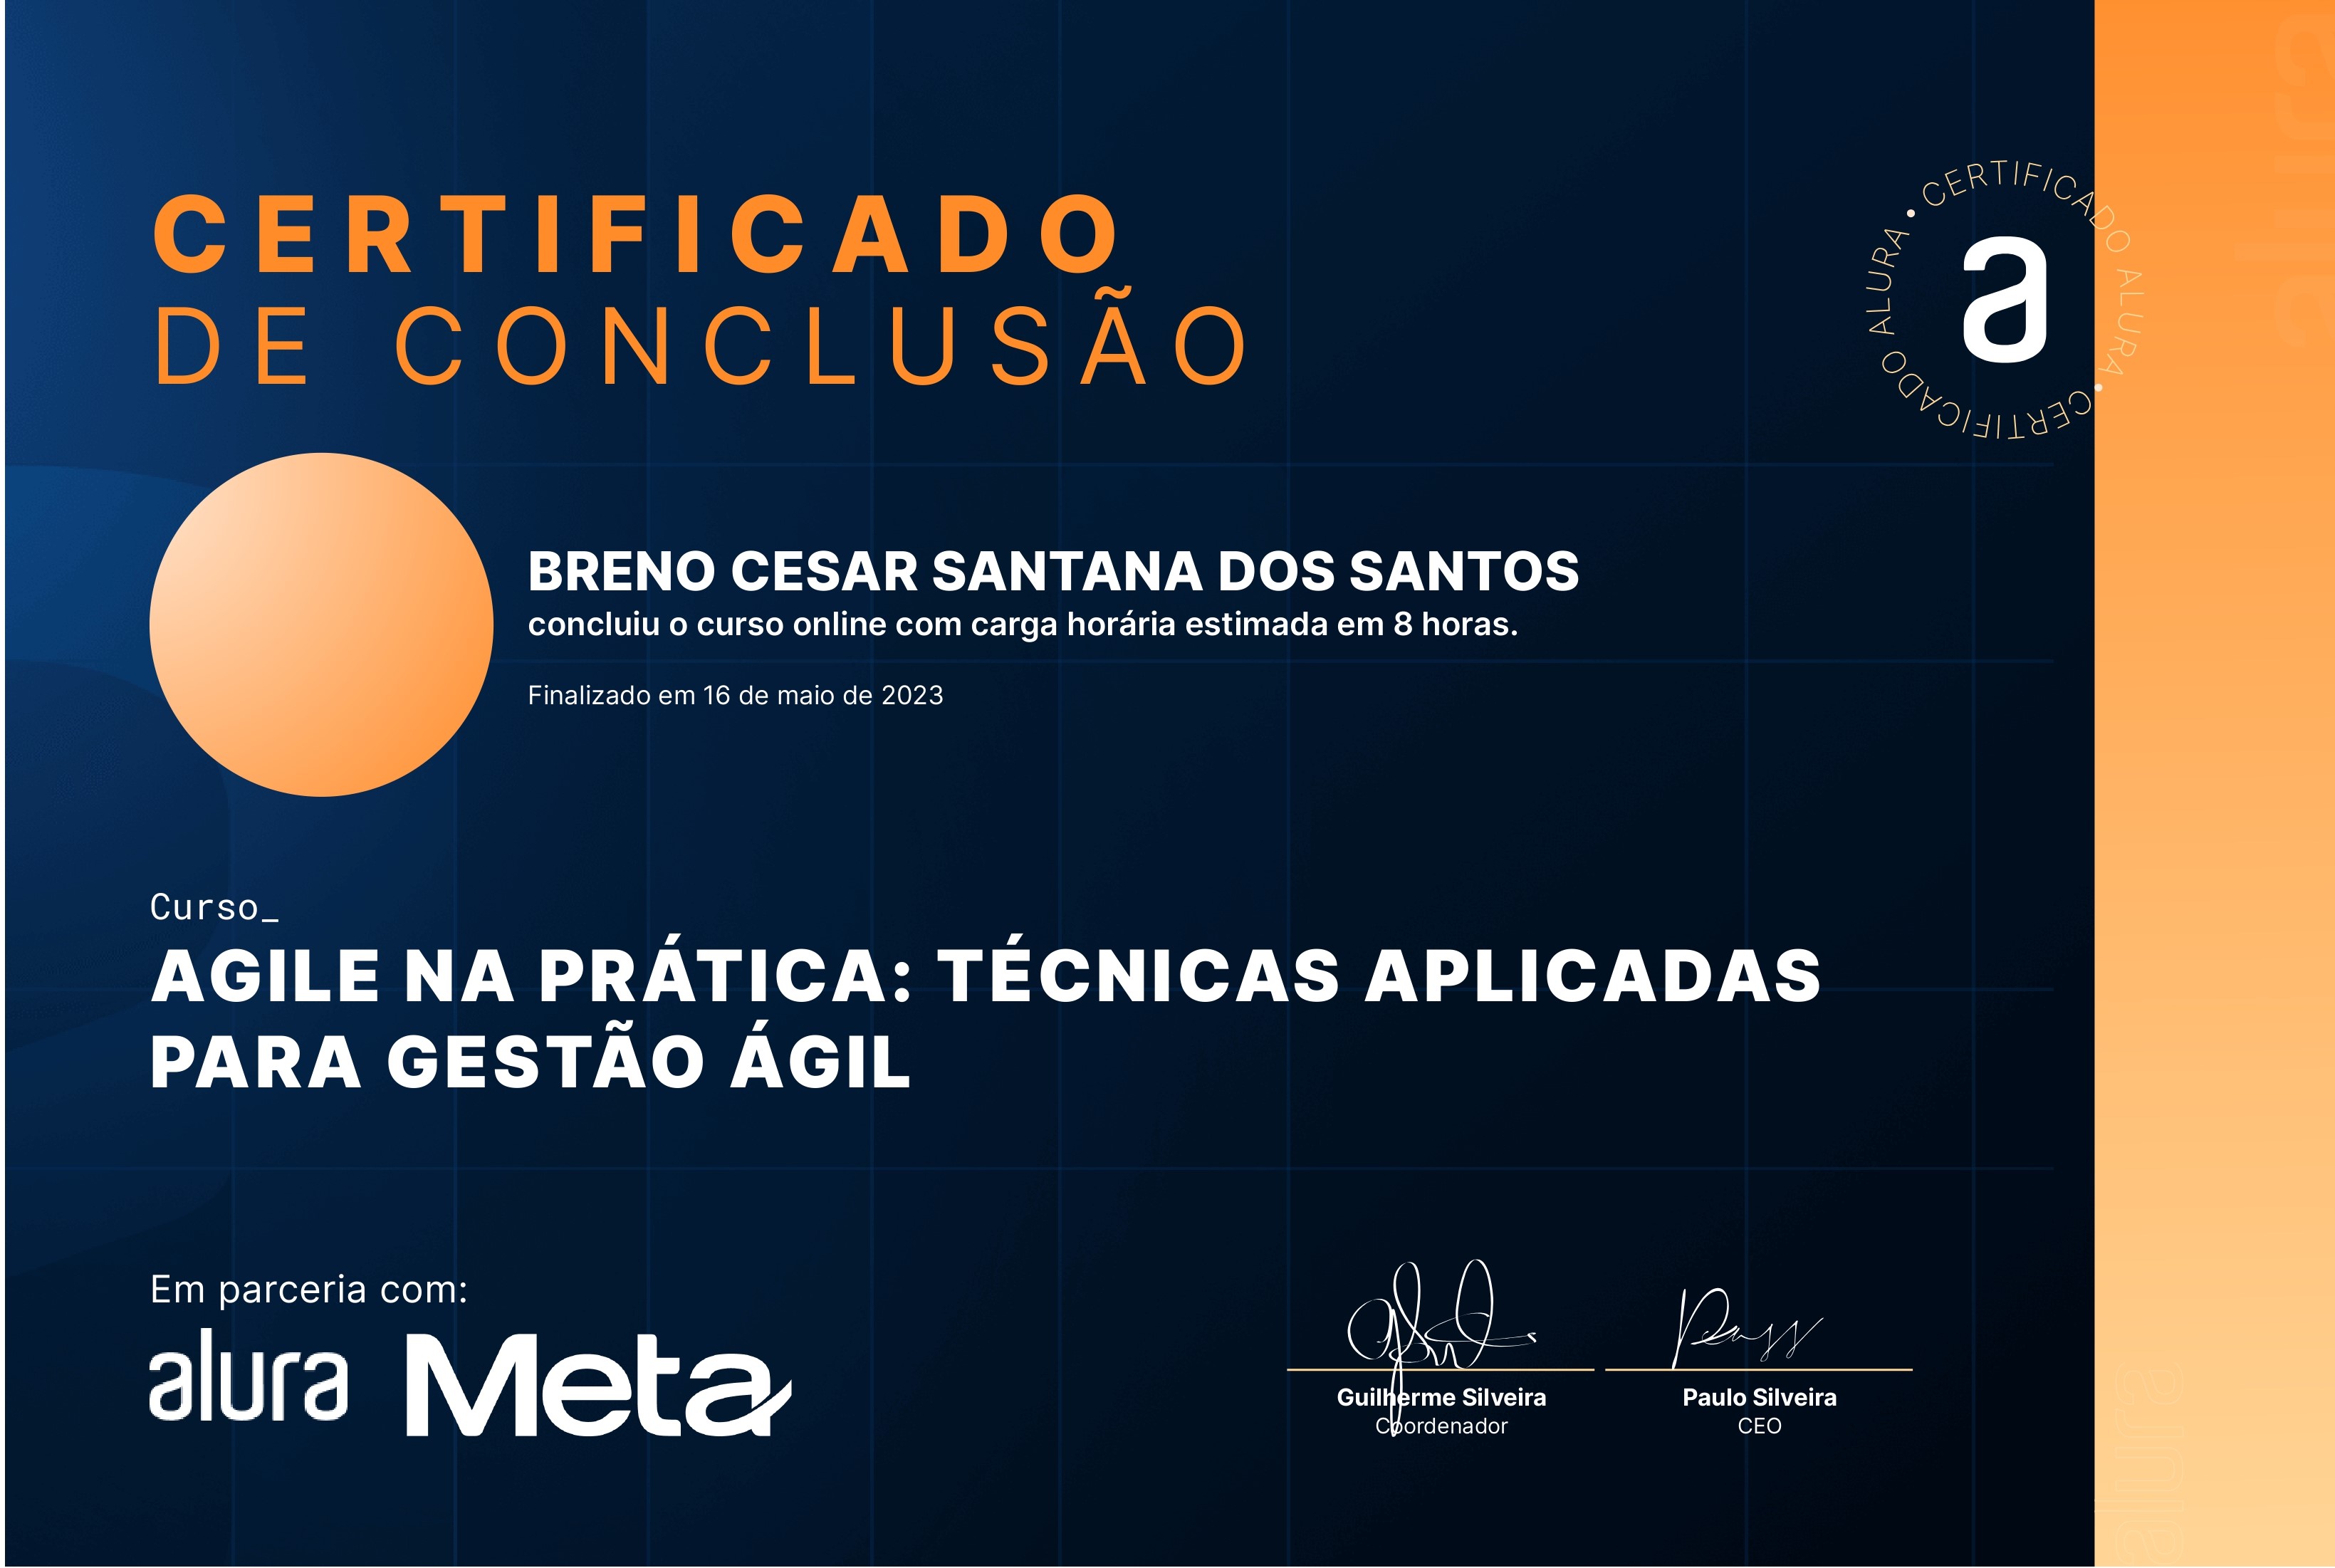 CERTIFICADO
DE CONCLUSÃO
CERTIFICADO ALURA • CERTIFICADO ALURA •
a
BRENO CESAR SANTANA DOS SANTOS
concluiu o curso online com carga horária estimada em 8 horas.
Finalizado em 16 de maio de 2023
Curso_
AGILE NA PRÁTICA: TÉCNICAS APLICADAS
PARA GESTÃO ÁGIL
Em parceria com:
alura Meta
Guilherme Silveira
Coordenador
Paulo Silveira
CEO
alura
alura